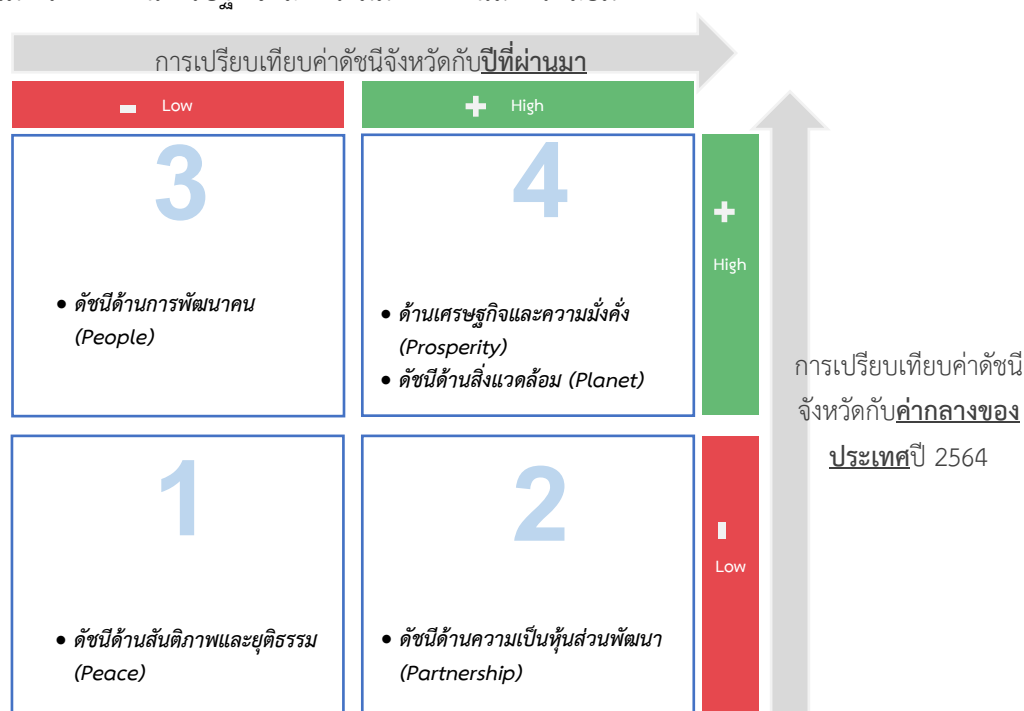 การเปรียบเทียบค่าดัชนีจังหวัดกับปีที่ผ่านมา
- Low
+ High
3
4
+
High
• ดัชนีด้านการพัฒนาคน
(People)
• ด้านเศรษฐกิจและความมั่งคั่ง
(Prosperity)
• ดัชนีด้านสิ่งแวดล้อม (Planet)
การเปรียบเทียบค่าดัชนี
จังหวัดกับค่ากลางของ
ประเทศปี 2564
1
2
-
Low
• ดัชนีด้านสันติภาพและยุติธรรม
(Peace)
• ดัชนีด้านความเป็นหุ้นส่วนพัฒนา
(Partnership)